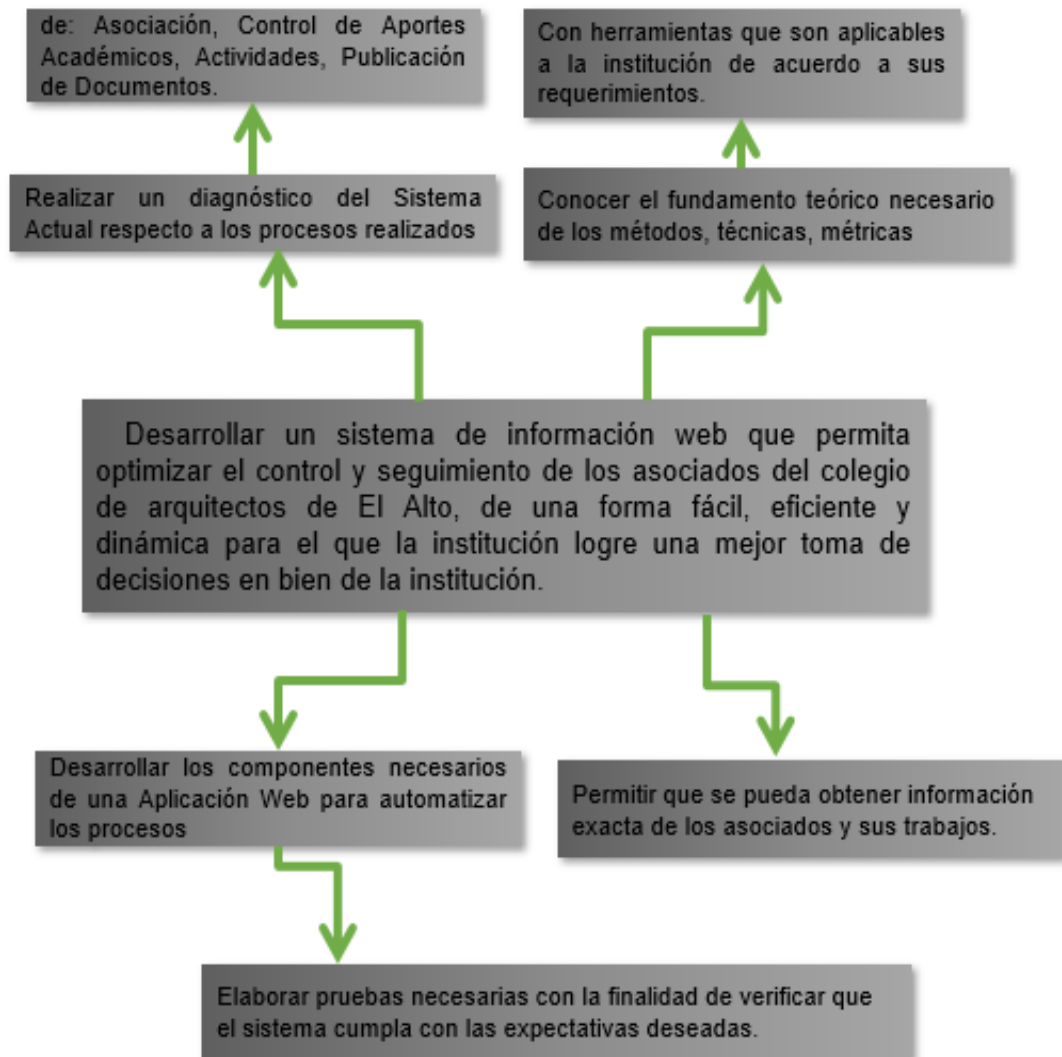 de: Asociación, Control de Aportes
Académicos, Actividades, Publicación
de Documentos.
Con herramientas que son aplicables
a la institución de acuerdo a sus
requerimientos.
Realizar un diagnóstico del Sistema
Actual respecto a los procesos realizados
Conocer el fundamento teórico necesario
de los métodos, técnicas, métricas
Desarrollar un sistema de información web que permita
optimizar el control y seguimiento de los asociados del colegio
de arquitectos de El Alto, de una forma fácil, eficiente y
dinámica para el que la institución logre una mejor toma de
decisiones en bien de la institución.
Desarrollar los componentes necesarios
de una Aplicación Web para automatizar
los procesos
Permitir que se pueda obtener información
exacta de los asociados y sus trabajos.
Elaborar pruebas necesarias con la finalidad de verificar que
el sistema cumpla con las expectativas deseadas.